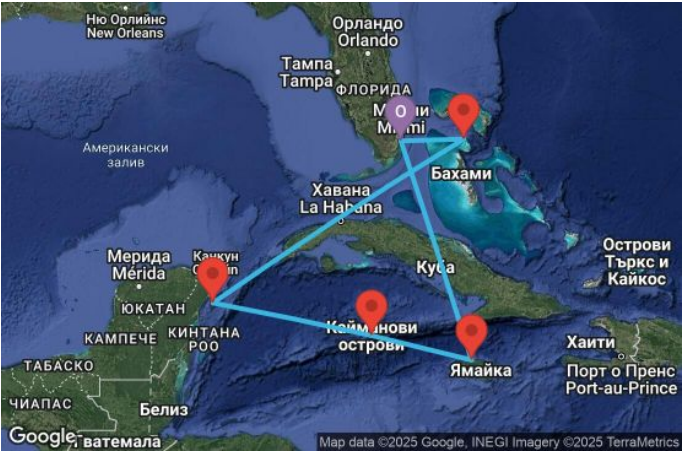 Ню Орлийнс
New Orleans
Орландо
Orlando
Тампа
Tampa
ФЛОРИДА
O
Американски
залив
Бахами
Хавана
La Habana
Мерида
Mérida
ЮКАТАН
Куба
Острови
Търкс и
Кайкос
КАМПЕЧЕ
КИНТАНА
РОО
Кайманови
острови
Хаити
ТАБАСКО
Ямайка
Порт о Пренс
Port-au-Prince
ЧИАПАС
Белиз
Google
Гватемала
Map data ©2025 Google, INEGI Imagery ©2025 TerraMetrics